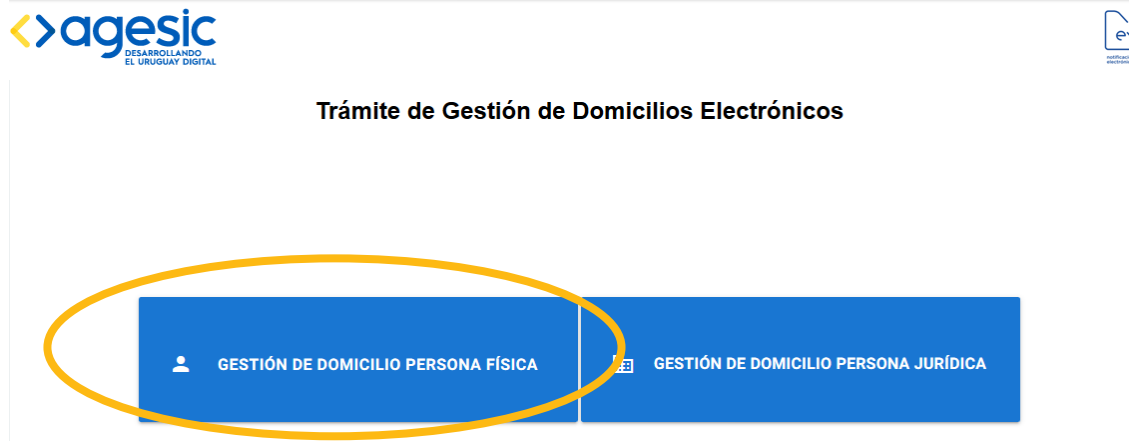 agesic
DESARROLLANDO
EL URUGUAY DIGITAL
Trámite de Gestión de Domicilios Electrónicos
GESTIÓN DE DOMICILIO PERSONA FÍSICA
GESTIÓN DE DOMICILIO PERSONA JURÍDICA